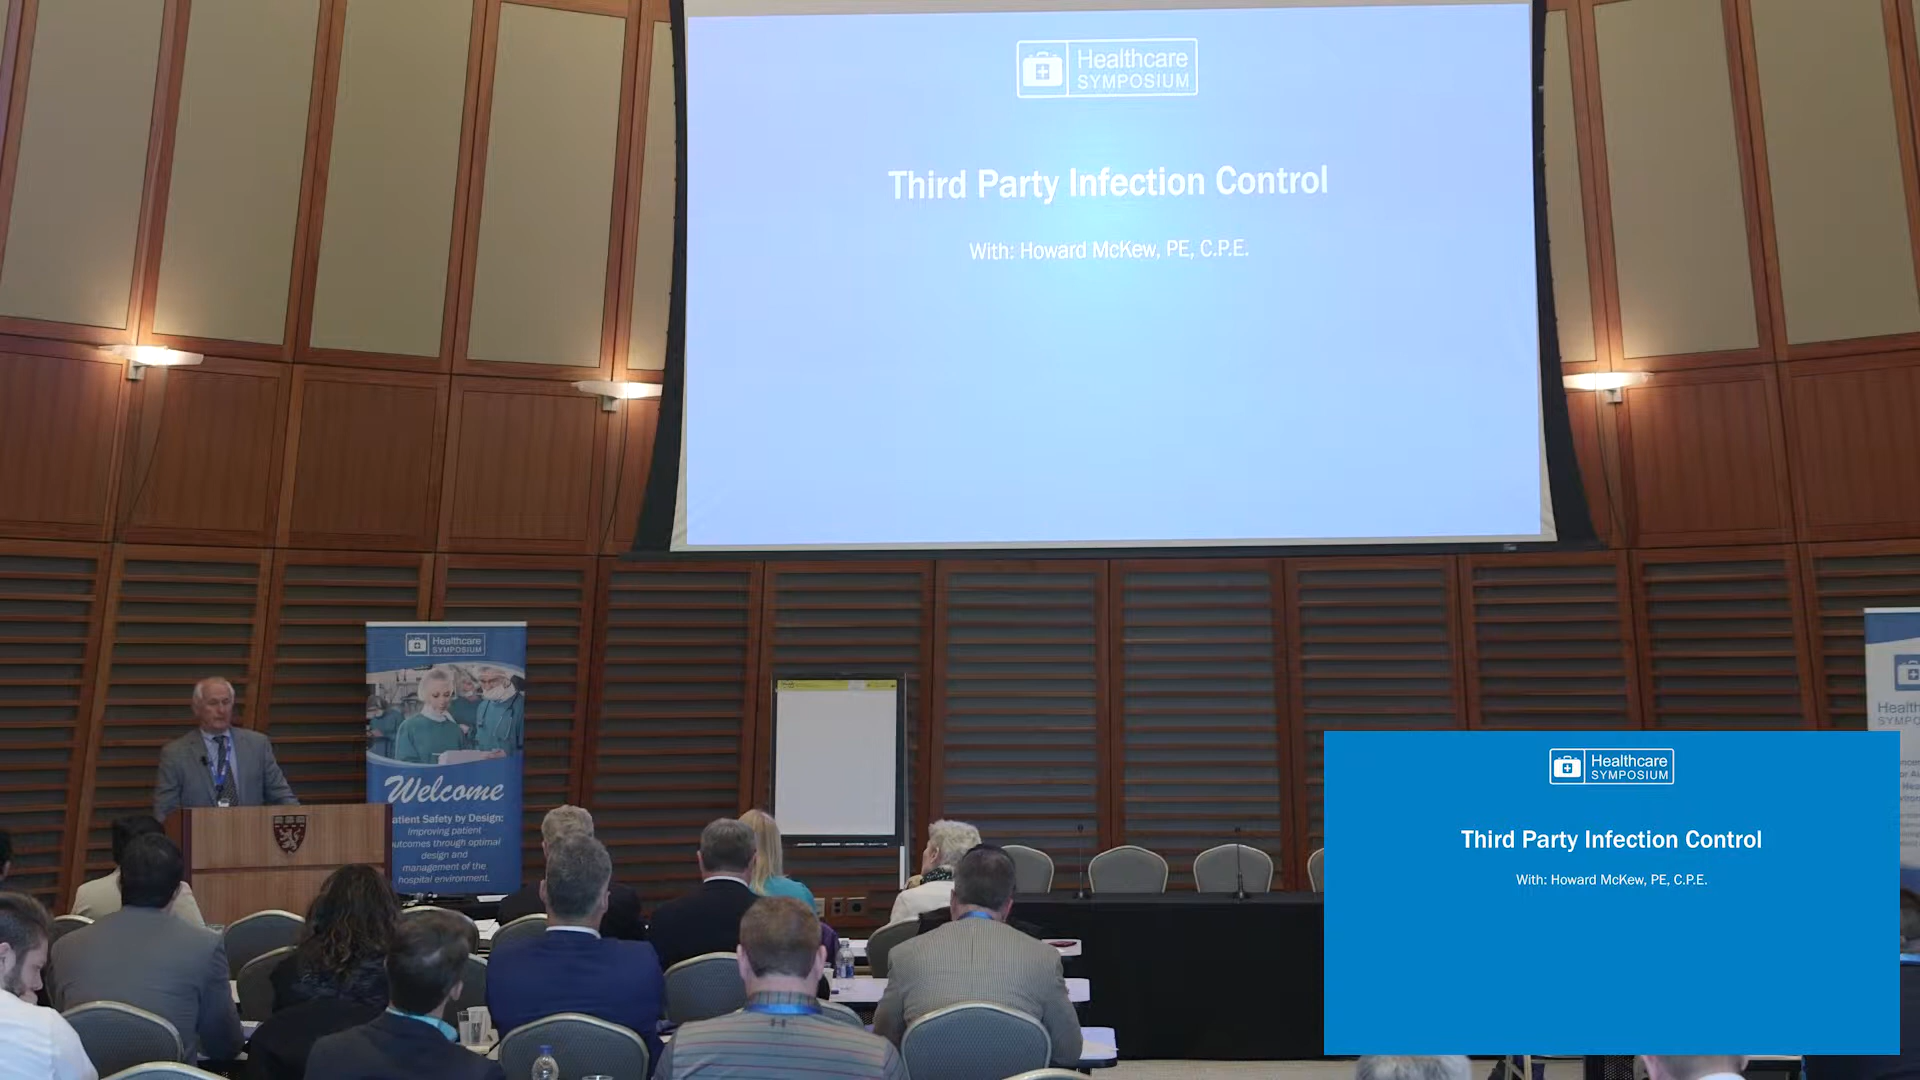 Healthcare
SYMPOSIUM
Third Party Infection Control
With: Howard McKew, PE, C.P.E.
Healthcare
SYMPOSIUM
Welcome
atient Safety by Design:
improving patient
utcomes through optimal
design and
management of the
hospital environment.
Healthcare
SYMPOSIUM
Third Party Infection Control
With: Howard McKew, PE, C.P.E.
Health
SYMPO